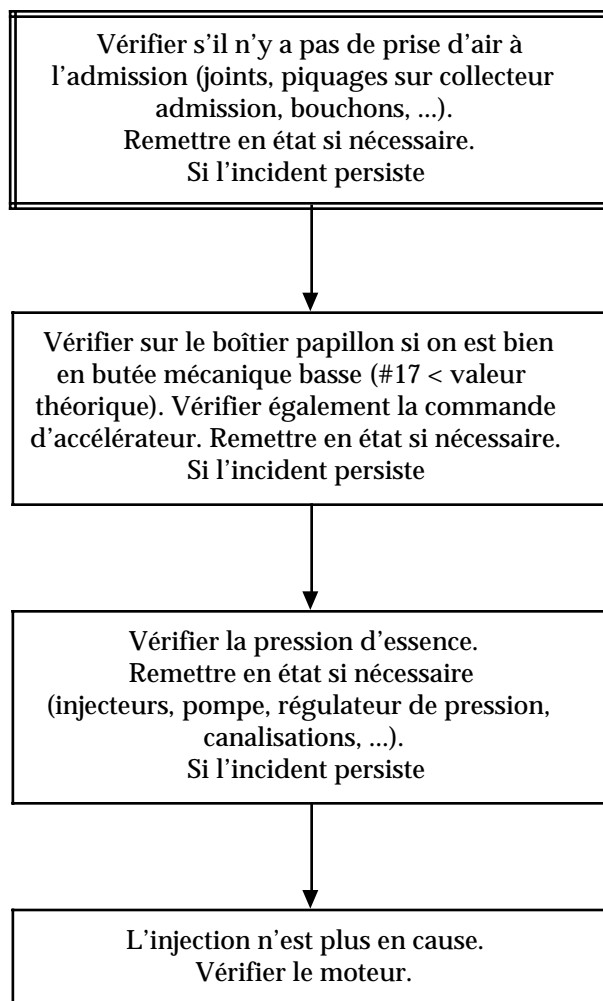 Vérifier s’il n’y a pas de prise d’air à
l’admission (joints, piquages sur collecteur
admission, bouchons, ...).
Remettre en état si nécessaire.
Si l’incident persiste
Vérifier sur le boîtier papillon si on est bien
en butée mécanique basse (#17 < valeur
théorique). Vérifier également la commande
d’accélérateur. Remettre en état si nécessaire.
Si l’incident persiste
Vérifier la pression d’essence.
Remettre en état si nécessaire
(injecteurs, pompe, régulateur de pression,
canalisations, ...).
Si l’incident persiste
L’injection n’est plus en cause.
Vérifier le moteur.